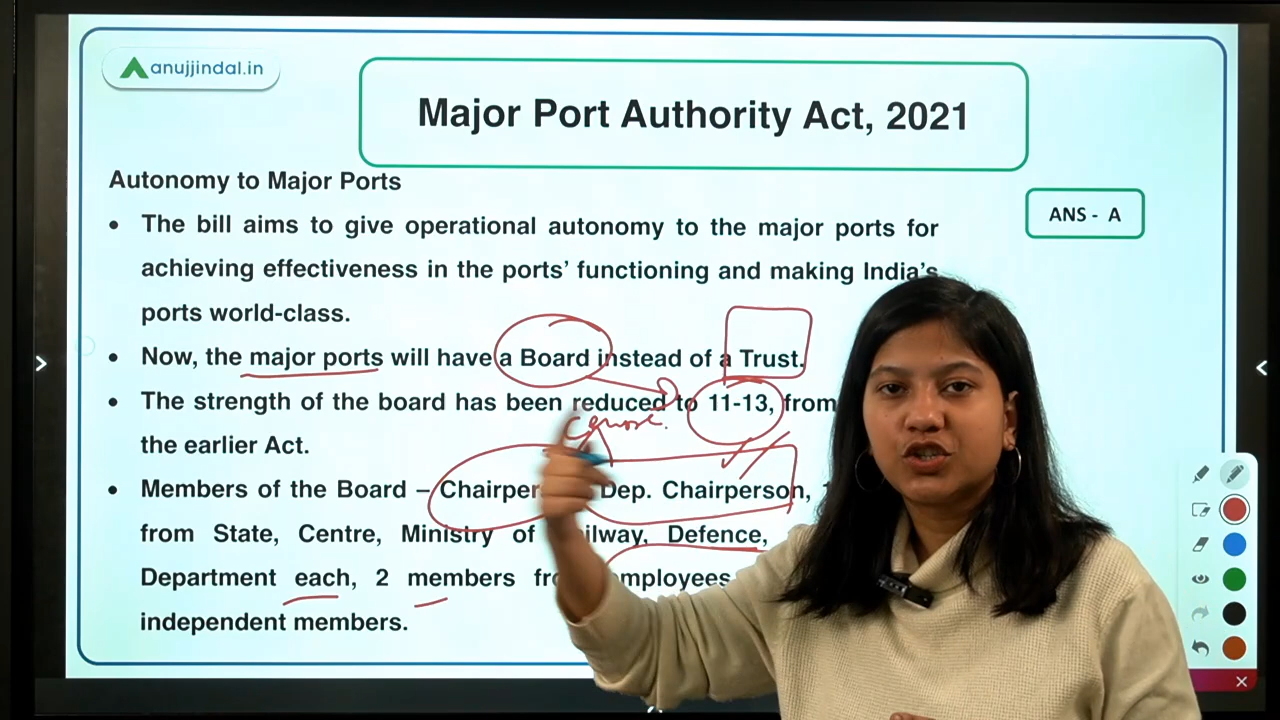 anujjindal.in
Major Port Authority Act, 2021
Autonomy to Major Ports
ANS - A
• The bill aims to give operational autonomy to the major ports for
achieving effectiveness in the ports' functioning and making India's
ports world-class.
• Now, the major ports will have a Board instead of a Trust.
• The strength of the board has been reduced to 11-13, from
the earlier Act.
• Members of the Board – Chairper Dep. Chairperson,
from State, Centre, Ministry of ilway, Defence,
Department each, 2 members employees
independent members.